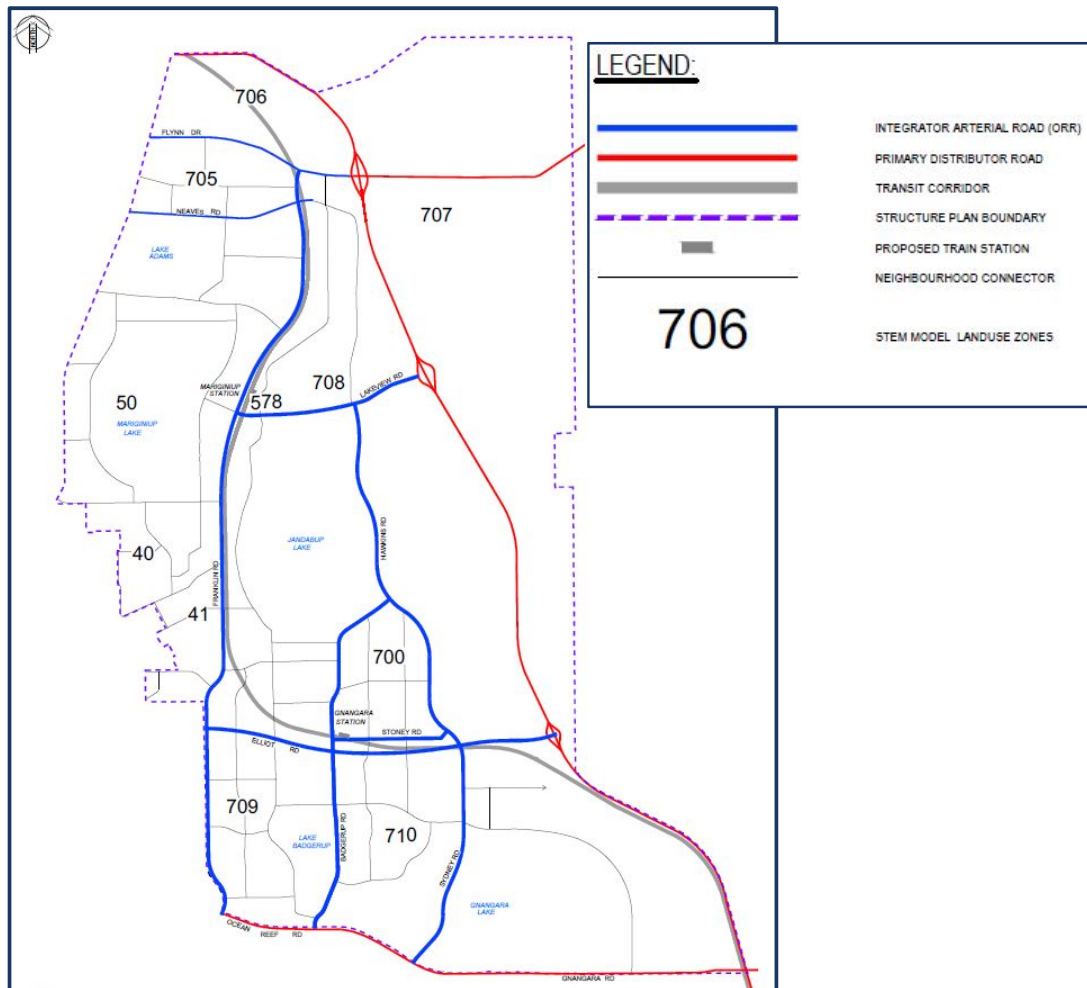 NORTH
706
FLYNN DR
705
NEAVES RD
707
LAKE
ADAMS
MARIGINIUP
STATION
708
LAKEVIEW RD
578
50
MARIGINIUP
LAKE
HAWKINS RD
JANDABUP
LAKE
40
FRANKLIN RD
41
700
GNANGARA
STATION
STONEY RD
ELLIOT RD
709
LAKE
BADGERUP
BADGERUP RD
710
SYDNEY RD
GNANGARA
LAKE
OCEAN REEF RD
GNANGARA RD
LEGEND:
INTEGRATOR ARTERIAL ROAD (ORR)
PRIMARY DISTRIBUTOR ROAD
TRANSIT CORRIDOR
STRUCTURE PLAN BOUNDARY
PROPOSED TRAIN STATION
NEIGHBOURHOOD CONNECTOR
706
STEM MODEL LANDUSE ZONES